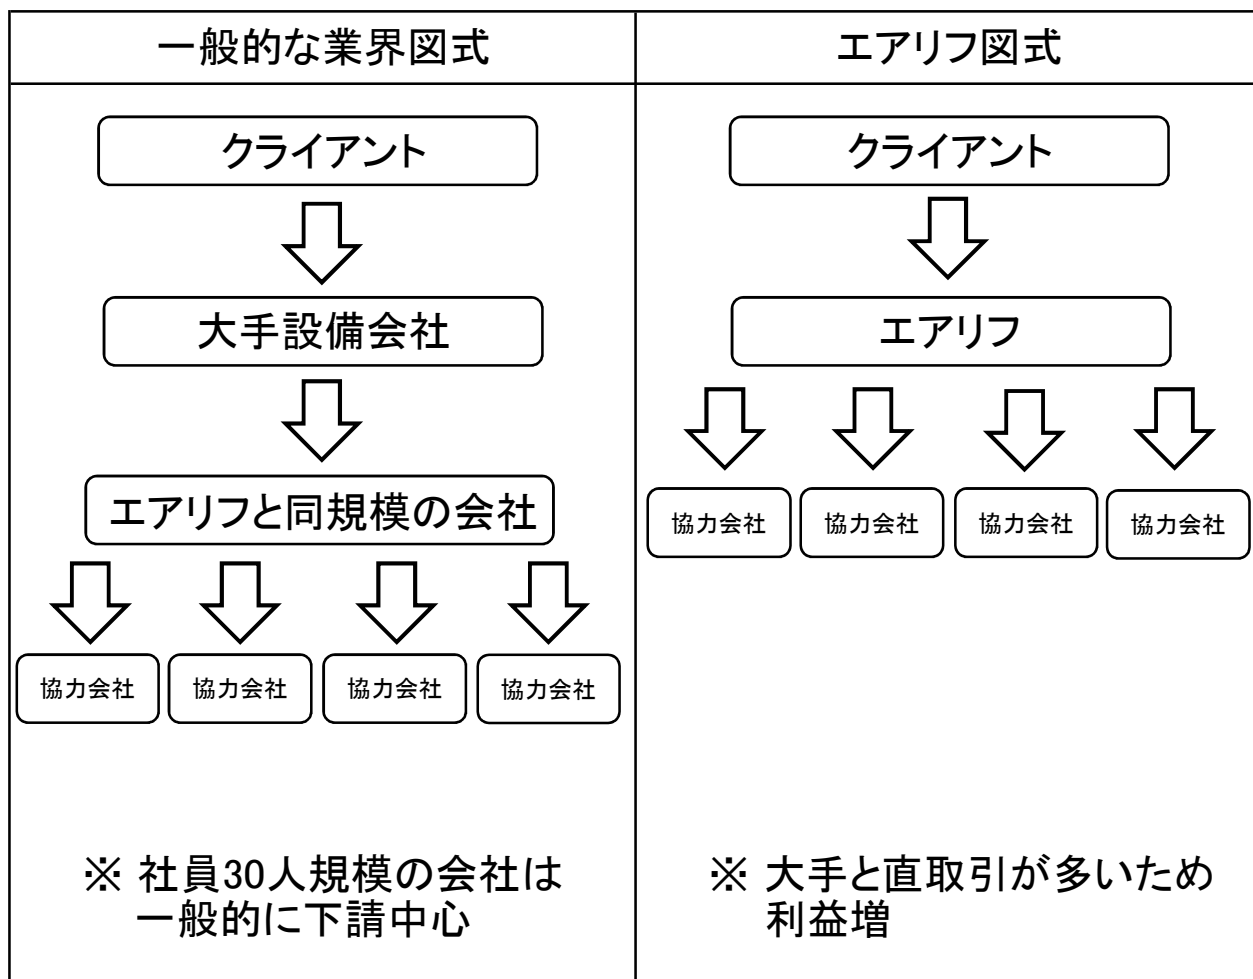 一般的な業界図式
クライアント
大手設備会社
エアリフと同規模の会社
協力会社
協力会社
協力会社
協力会社
※ 社員30人規模の会社は
一般的に下請中心
エアリフ図式
クライアント
エアリフ
協力会社
協力会社
協力会社
協力会社
※ 大手と直取引が多いため
利益増